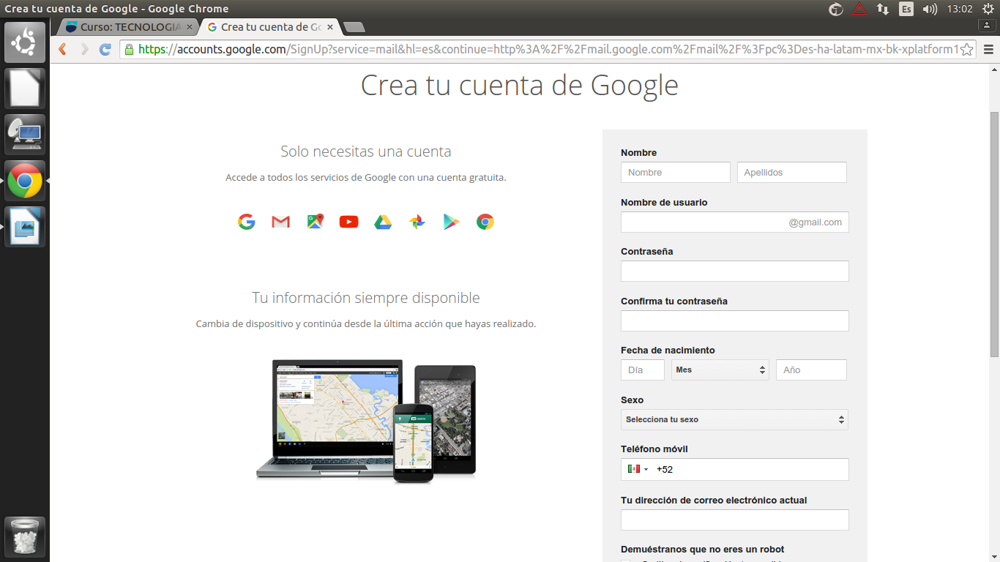 Crea tu cuenta de Google - Google Chrome
Es
13:02
Curso: TECNOLOGIA
Crea tu cuenta de Go
https://accounts.google.com/SignUp?service=mail&hl=es&continue=http%3A%2F%2Fmail.google.com%2Fmail%2F%3Fpc%3Des-ha-latam-mx-bk-xplatform1
Crea tu cuenta de Google
Solo necesitas una cuenta
Accede a todos los servicios de Google con una cuenta gratuita.
Tu información siempre disponible
Cambia de dispositivo y continúa desde la última acción que hayas realizado.
Nombre
Nombre
Apellidos
Nombre de usuario
@gmail.com
Contraseña
Confirma tu contraseña
Fecha de nacimiento
Día
Mes
Año
Sexo
Selecciona tu sexo
Teléfono móvil
+52
Tu dirección de correo electrónico actual
Demuéstranos que no eres un robot